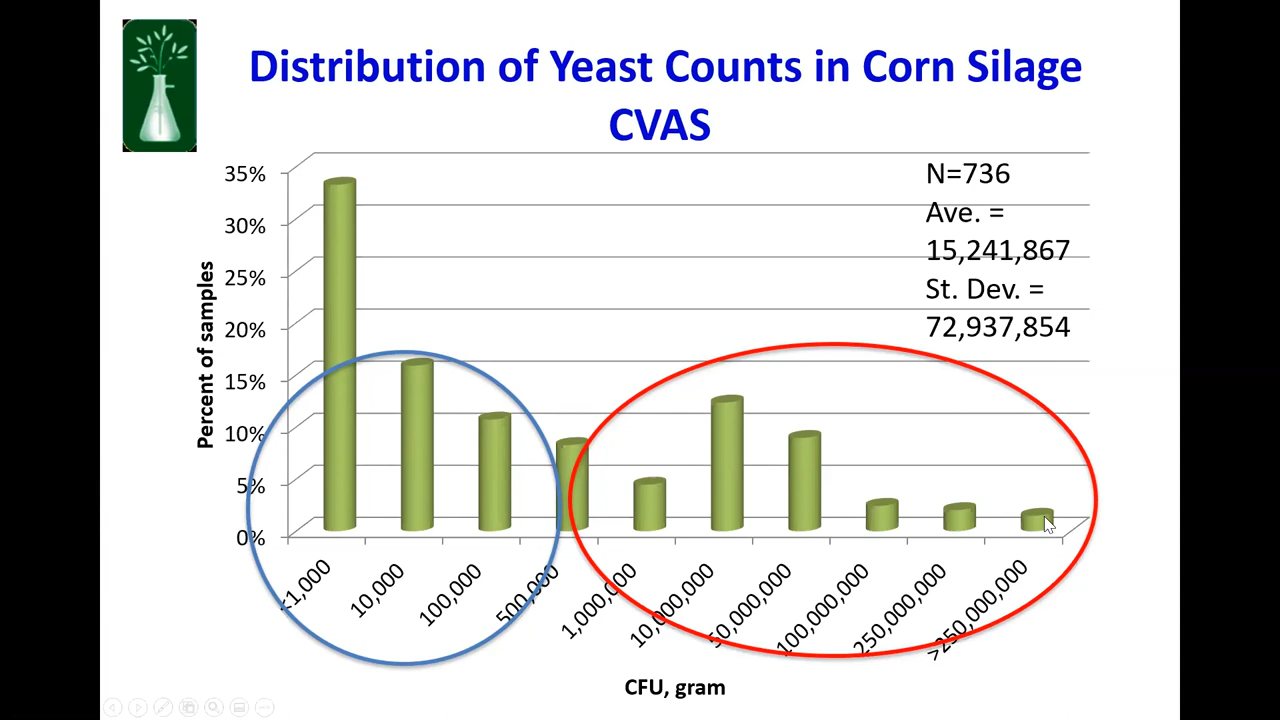 Distribution of Yeast Counts in Corn Silage
CVAS
N=736
Ave. =
15,241,867
St. Dev. =
72,937,854
Percent of samples
35%
30%
25%
20%
15%
10%
5%
0%
<1,000
10,000
100,000
500,000
1,000,000
10,000,000
50,000,000
100,000,000
250,000,000
>250,000,000
CFU, gram